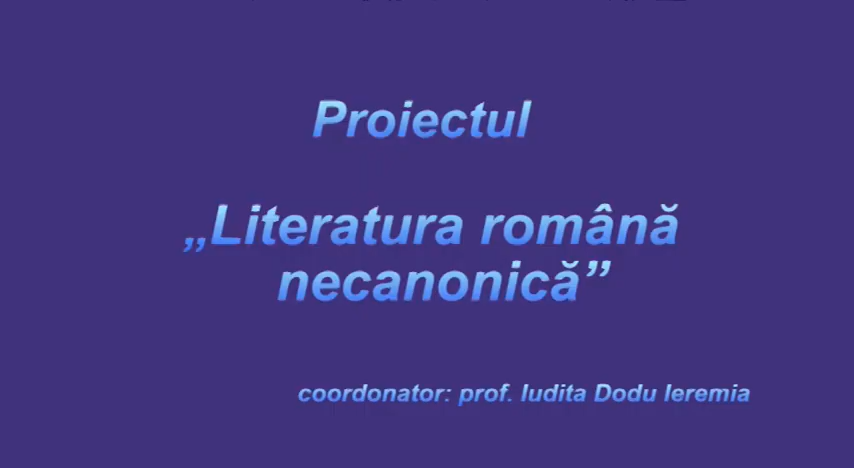 Proiectul
„Literatura română
necanonică”
coordonator: prof. Iudita Dodu Ieremia